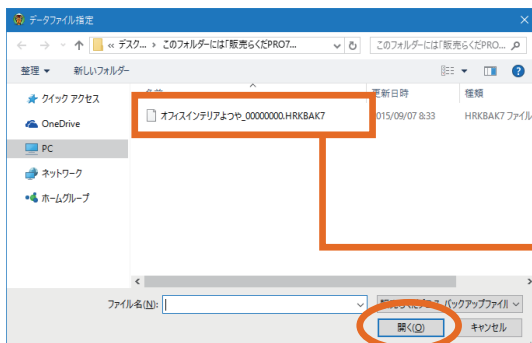 データファイル指定
« デスク... › このフォルダーには「販売らくだPRO7...
このフォルダーには「販売らくだPRO...
整理 新しいフォルダー
更新日時 種類
クイック アクセス
オフィスインテリアよつや_00000000.HRKBAK7 2015/09/07 8:33 HRKBAK7 ファイル
OneDrive
PC
ネットワーク
ホームグループ
ファイル名(N):
バックアップファイル
開く(O) キャンセル